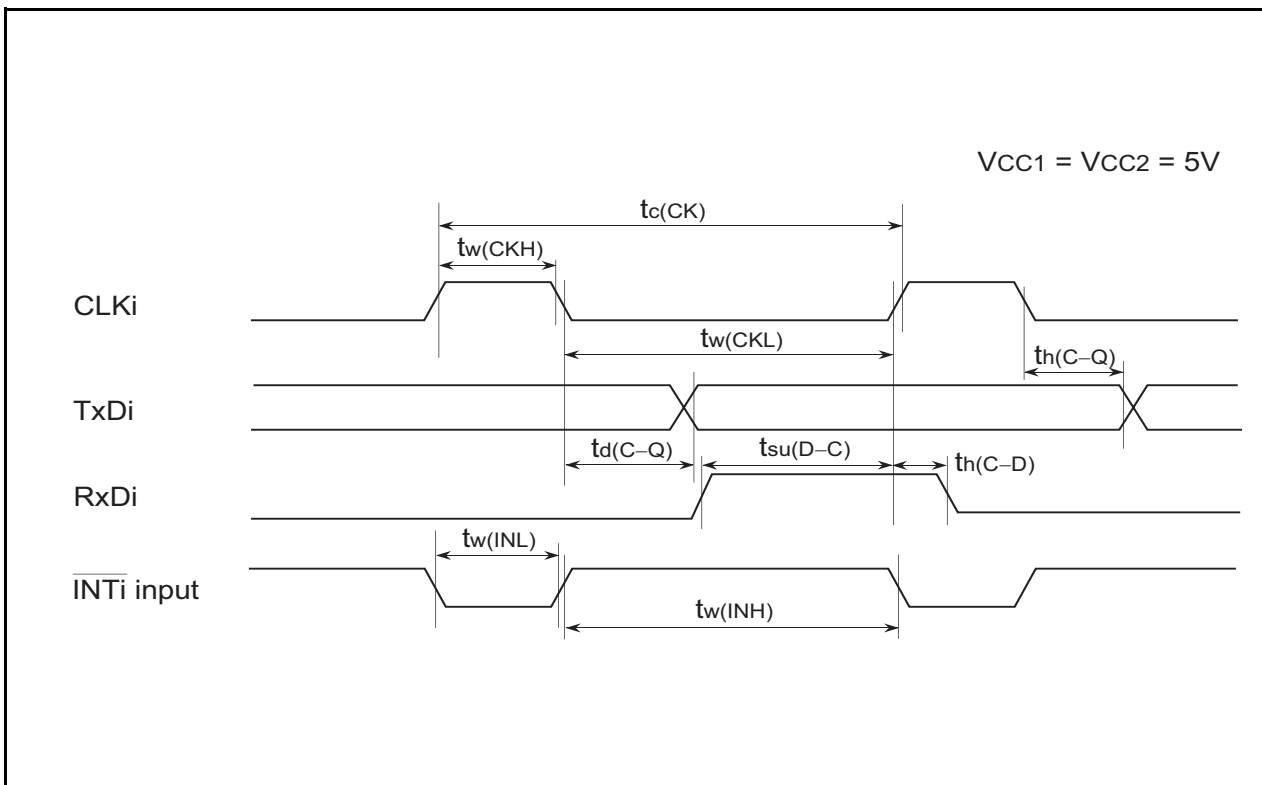 VCC1 = VCC2 = 5V
tc(CK)
tw(CKH)
CLKi
tw(CKL)
th(C–Q)
TxDi
td(C–Q)
tsu(D–C)
th(C–D)
RxDi
tw(INL)
INTi input
tw(INH)